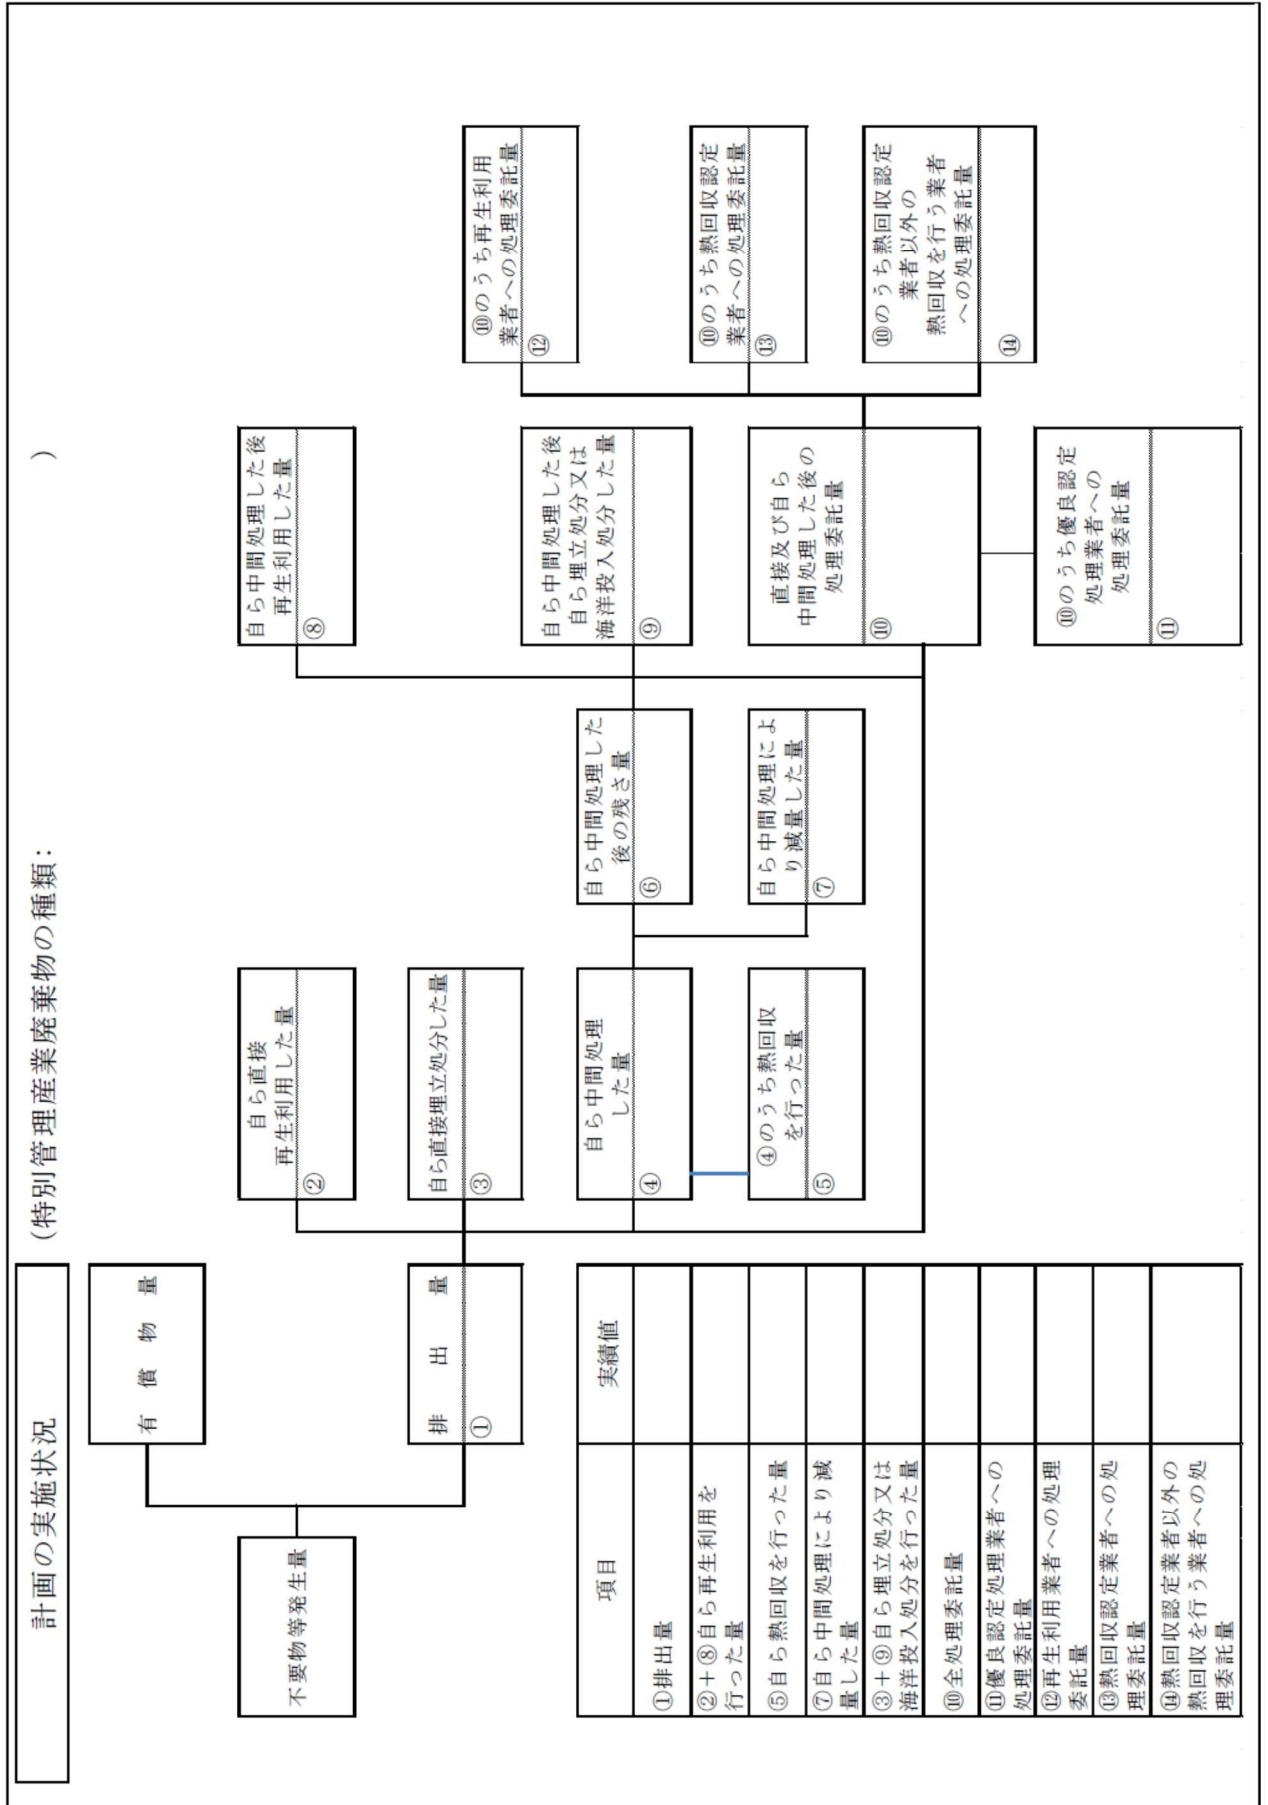 計画の実施状況
(特別管理産業廃棄物の種類:　)
不要物等発生量
有償物量
排出量
①
自ら直接
再生利用した量
②
自ら直接埋立処分した量
③
自ら中間処理
した量
④
④のうち熱回収
を行った量
⑤
自ら中間処理した
後の残さ量
⑥
自ら中間処理によ
り減量した量
⑦
自ら中間処理した後
再生利用した量
⑧
自ら中間処理した後
自ら埋立処分又は
海洋投入処分した量
⑨
直接及び自ら
中間処理した後の
処理委託量
⑩
⑩のうち優良認定
処理業者への
処理委託量
⑪
⑩のうち再生利用
業者への処理委託量
⑫
⑩のうち熱回収認定
業者への処理委託量
⑬
⑩のうち熱回収認定
業者以外の
熱回収を行う業者
への処理委託量
⑭
項目
実績値
①排出量
②+⑧自ら再生利用を
行った量
⑤自ら熱回収を行った量
⑦自ら中間処理により減
量した量
③+⑨自ら埋立処分又は
海洋投入処分を行った量
⑩全処理委託量
⑪優良認定処理業者への
処理委託量
⑫再生利用業者への処理
委託量
⑬熱回収認定業者への処
理委託量
⑭熱回収認定業者以外の
熱回収を行う業者への処
理委託量